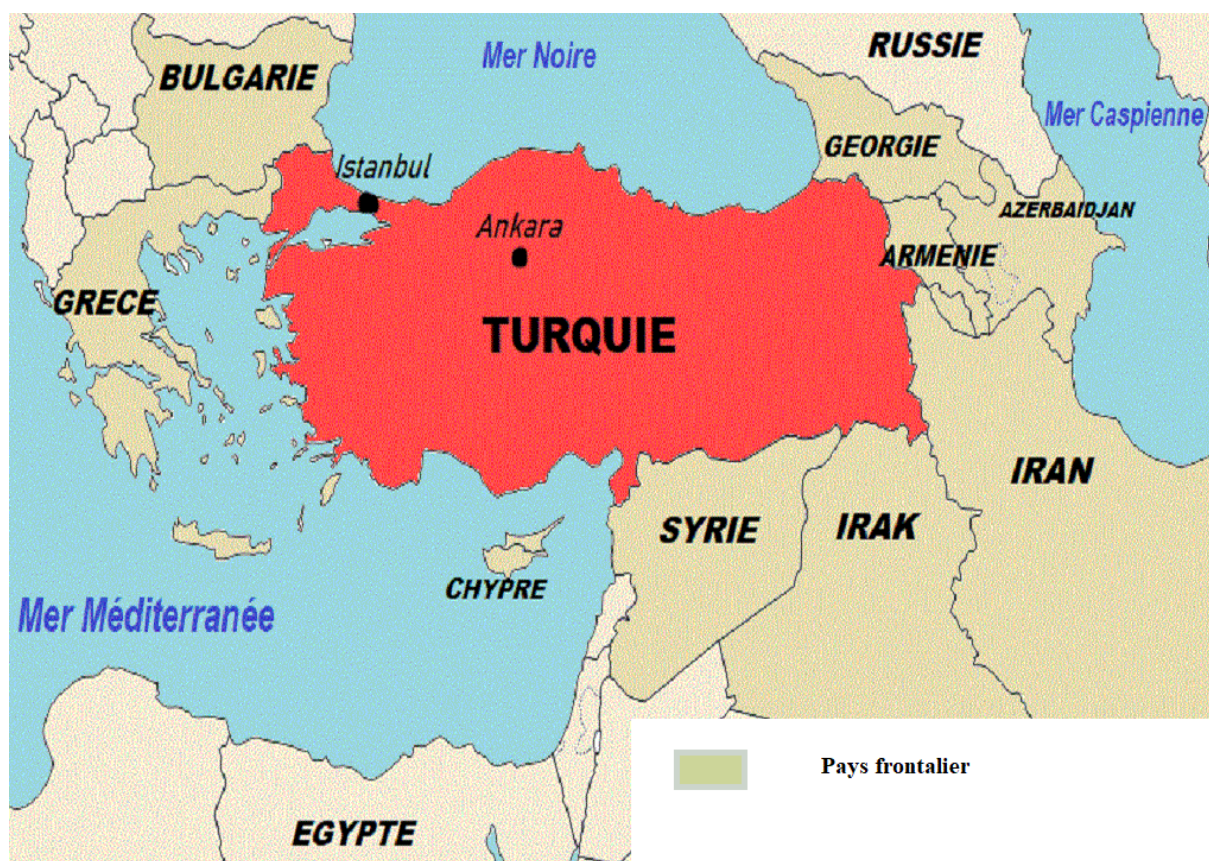 Mer Noire
RUSSIE
BULGARIE
Mer Caspienne
GEORGIE
Istanbul
AZERBAIDJAN
Ankara
ARMENIE
GRECE
TURQUIE
IRAN
SYRIE
IRAK
CHYPRE
Mer Méditerranée
Pays frontalier
EGYPTE